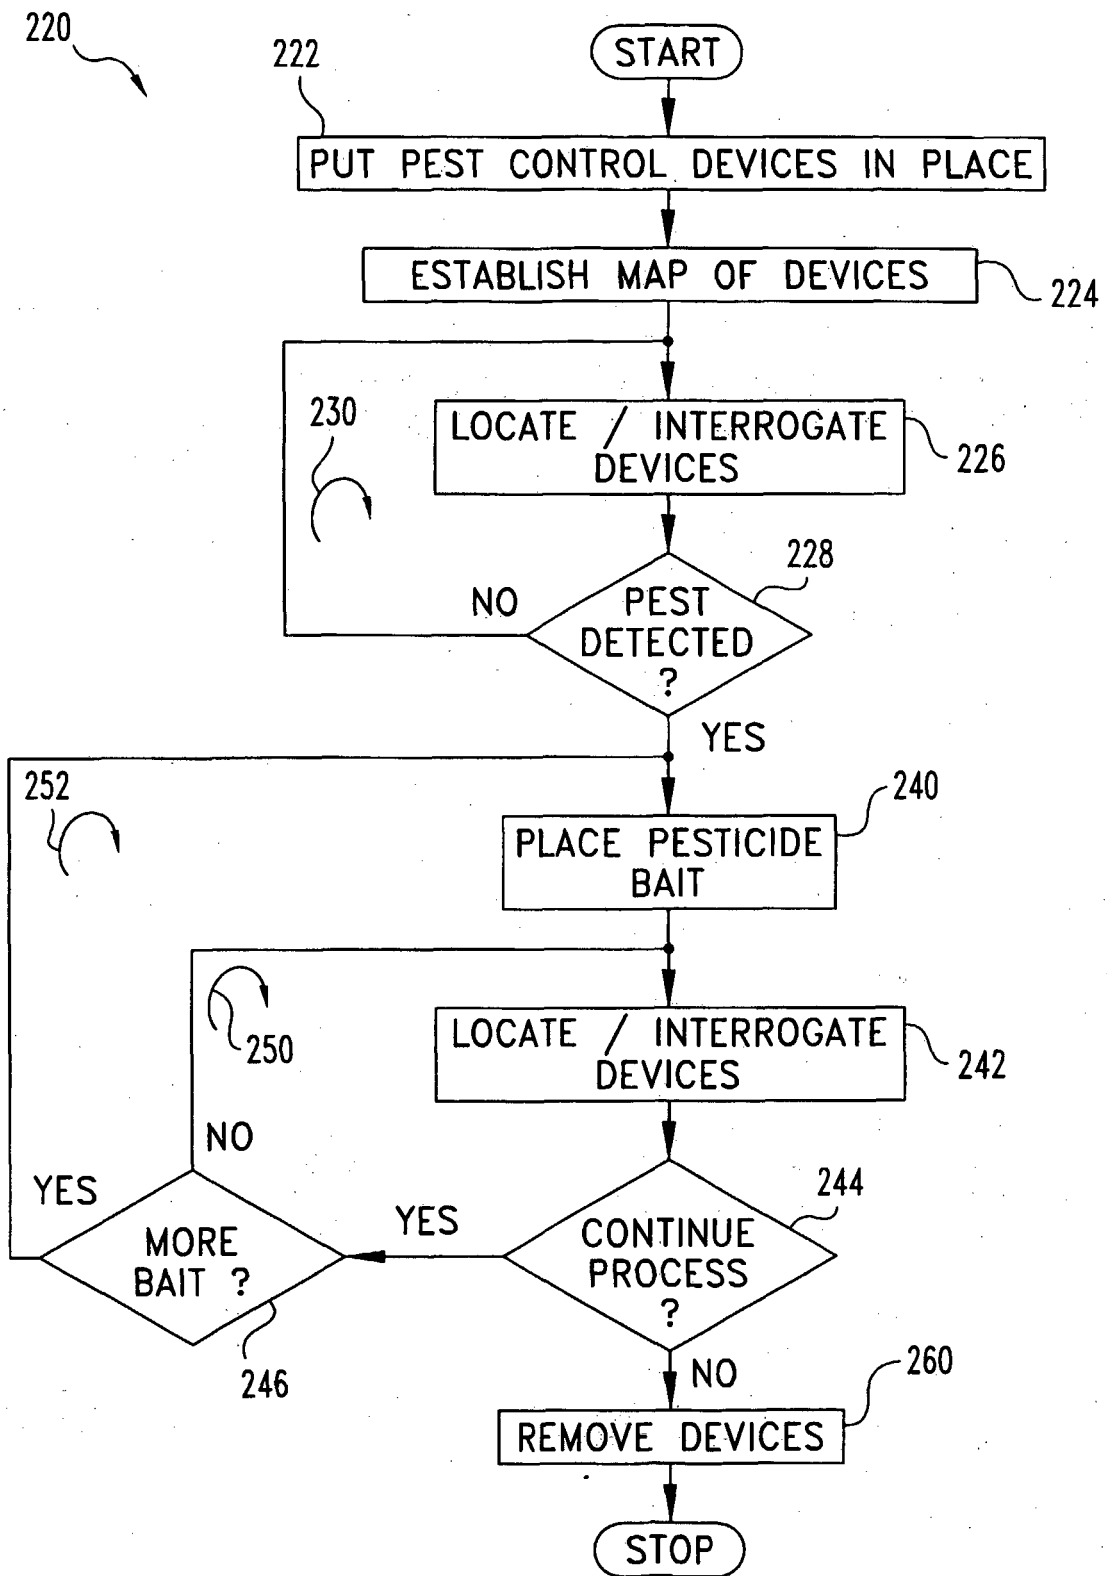 220
START
222
PUT PEST CONTROL DEVICES IN PLACE
ESTABLISH MAP OF DEVICES
224
230
LOCATE / INTERROGATE
DEVICES
226
228
NO
PEST
DETECTED
?
YES
252
240
PLACE PESTICIDE
BAIT
250
LOCATE / INTERROGATE
DEVICES
242
NO
YES
244
YES
CONTINUE
PROCESS
?
MORE
BAIT ?
246
NO
260
REMOVE DEVICES
STOP